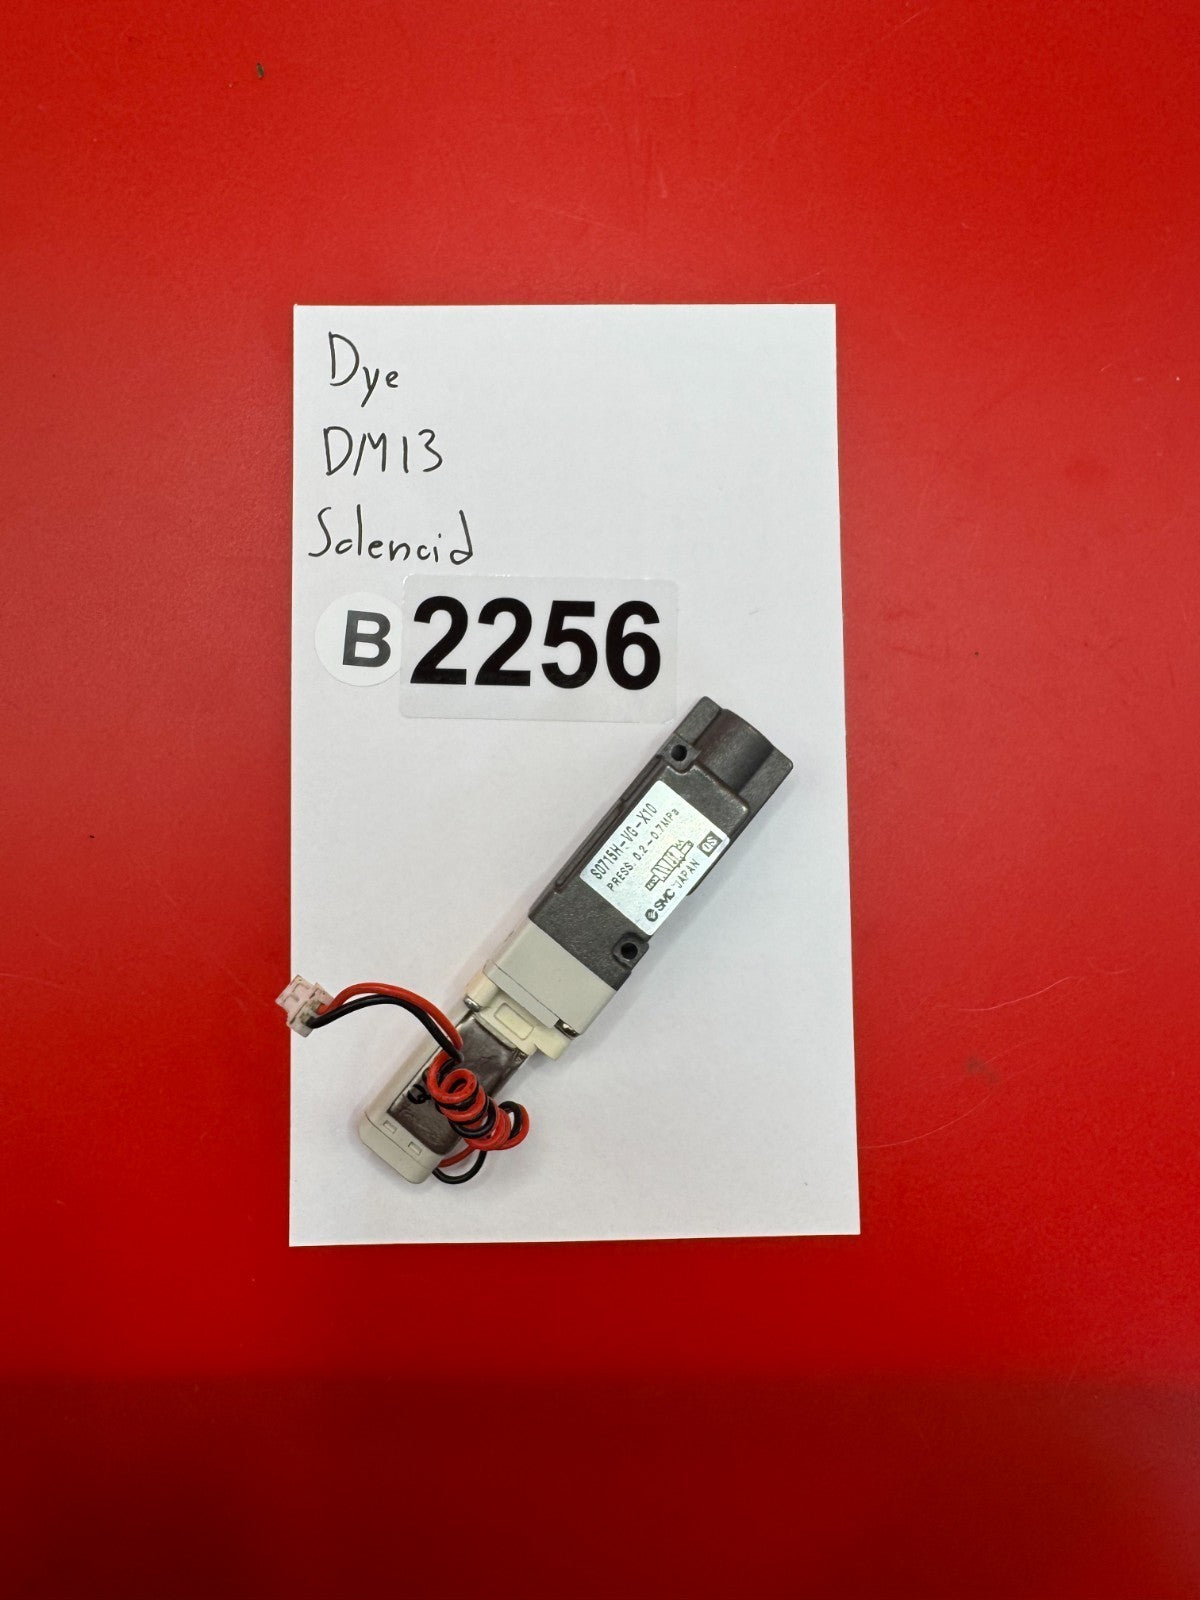 Dye
DM13
Solenoid
B 2256
S0715H-VG-X10
PRESS. 0.2-0.7MPa
SMC JAPAN